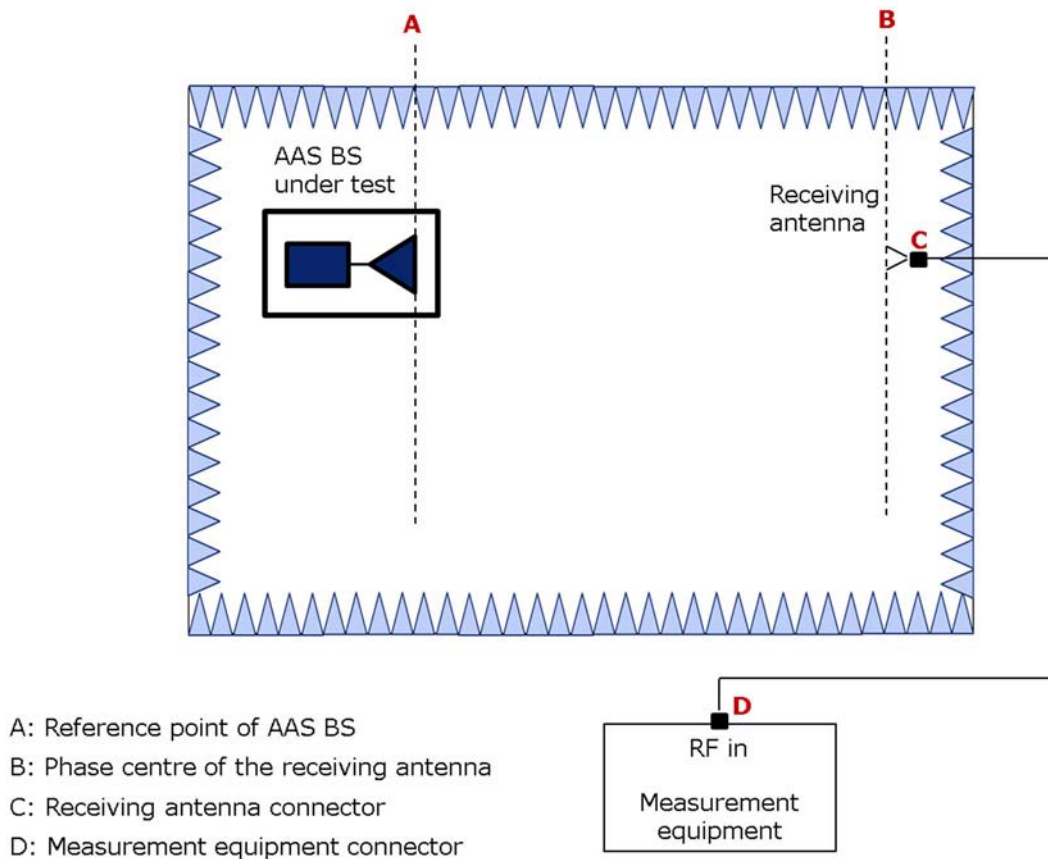 A
B
AAS BS
under test
Receiving
antenna
C
D
RF in
Measurement
equipment
A: Reference point of AAS BS
B: Phase centre of the receiving antenna
C: Receiving antenna connector
D: Measurement equipment connector